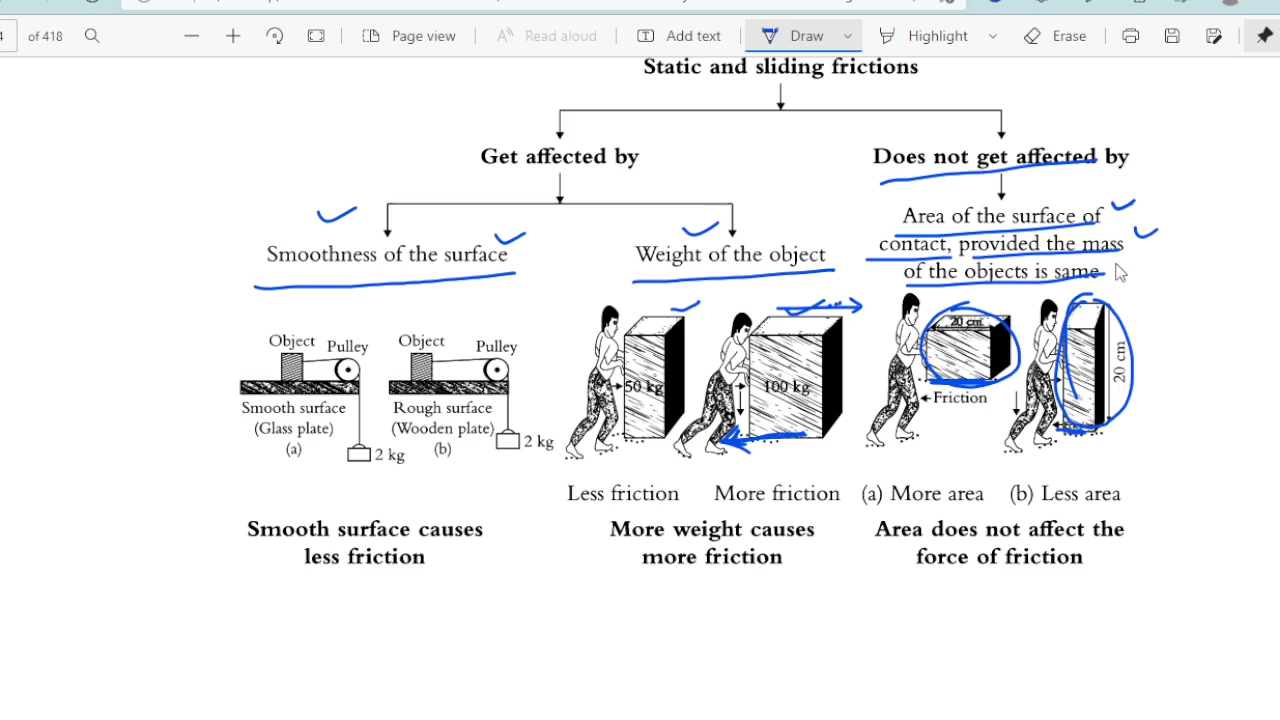 4
of 418
Page view
Read aloud
Add text
Draw
Highlight
Erase
Static and sliding frictions
Get affected by
Does not get affected by
Smoothness of the surface
Weight of the object
Area of the surface of
contact, provided the mass
of the objects is same
Object Pulley
Smooth surface
(Glass plate)
(a)
2 kg
Object Pulley
Rough surface
(Wooden plate)
(b)
2 kg
50 kg
100 kg
20 cm
Friction
20 cm
Less friction
More friction
(a) More area
(b) Less area
Smooth surface causes
less friction
More weight causes
more friction
Area does not affect the
force of friction